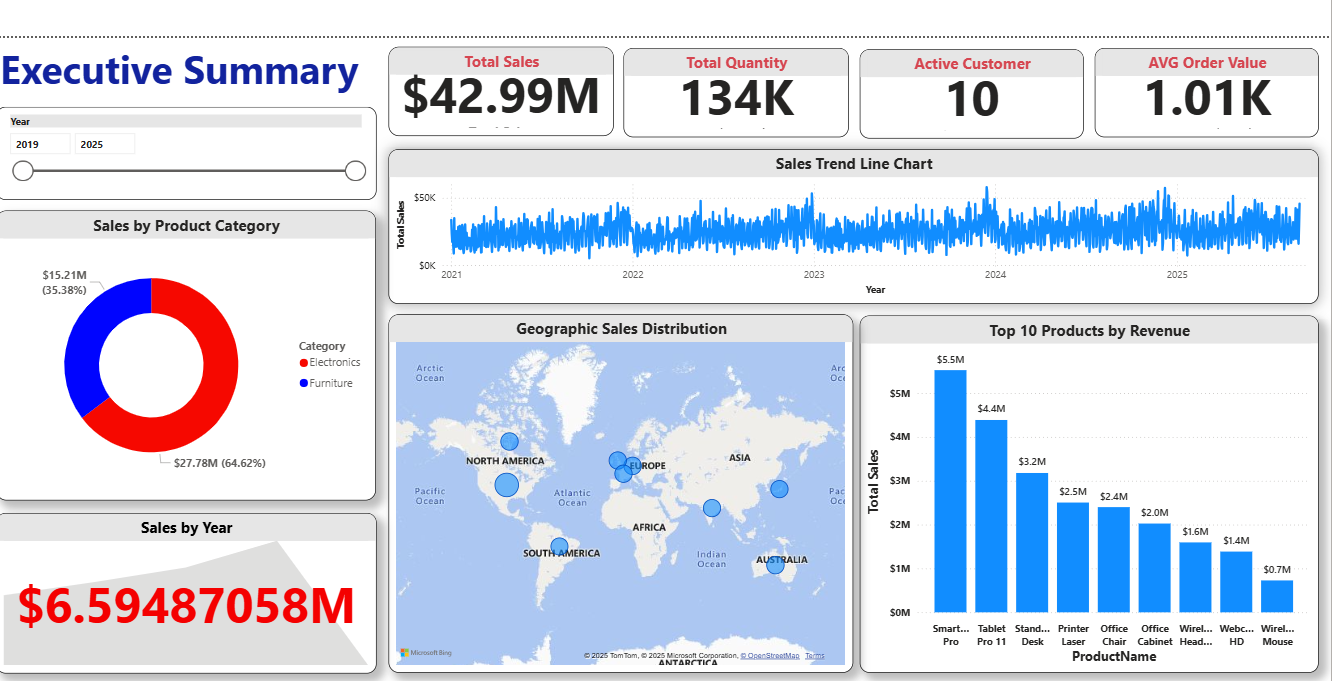 Executive Summary
Year
2019
2025
Total Sales
$42.99M
Total Quantity
134K
Active Customer
10
AVG Order Value
1.01K
Sales Trend Line Chart
Total Sales
$50K
$0K
2021
2022
2023
2024
2025
Year
Sales by Product Category
$15.21M
(35.38%)
$27.78M (64.62%)
Category
Electronics
Furniture
Sales by Year
$6.59487058M
Geographic Sales Distribution
Arctic
Ocean
Arc
Oce
NORTH AMERICA
EUROPE
ASIA
Pacific
Ocean
Atlantic
Ocean
Pac
Oc
AFRICA
SOUTH AMERICA
Indian
Ocean
AUSTRALIA
Microsoft Bing
© 2025 TomTom, © 2025 Microsoft Corporation, © OpenStreetMap Terms
ANTARCTICA
Top 10 Products by Revenue
Total Sales
$5M
$4M
$3M
$2M
$1M
$0M
$5.5M
$4.4M
$3.2M
$2.5M
$2.4M
$2.0M
$1.6M
$1.4M
$0.7M
Smart...
Pro
Tablet
Pro 11
Stand...
Desk
Printer
Laser
Office
Chair
Office
Cabinet
Wirel...
Head...
Webc...
HD
Wirel...
Mouse
ProductName